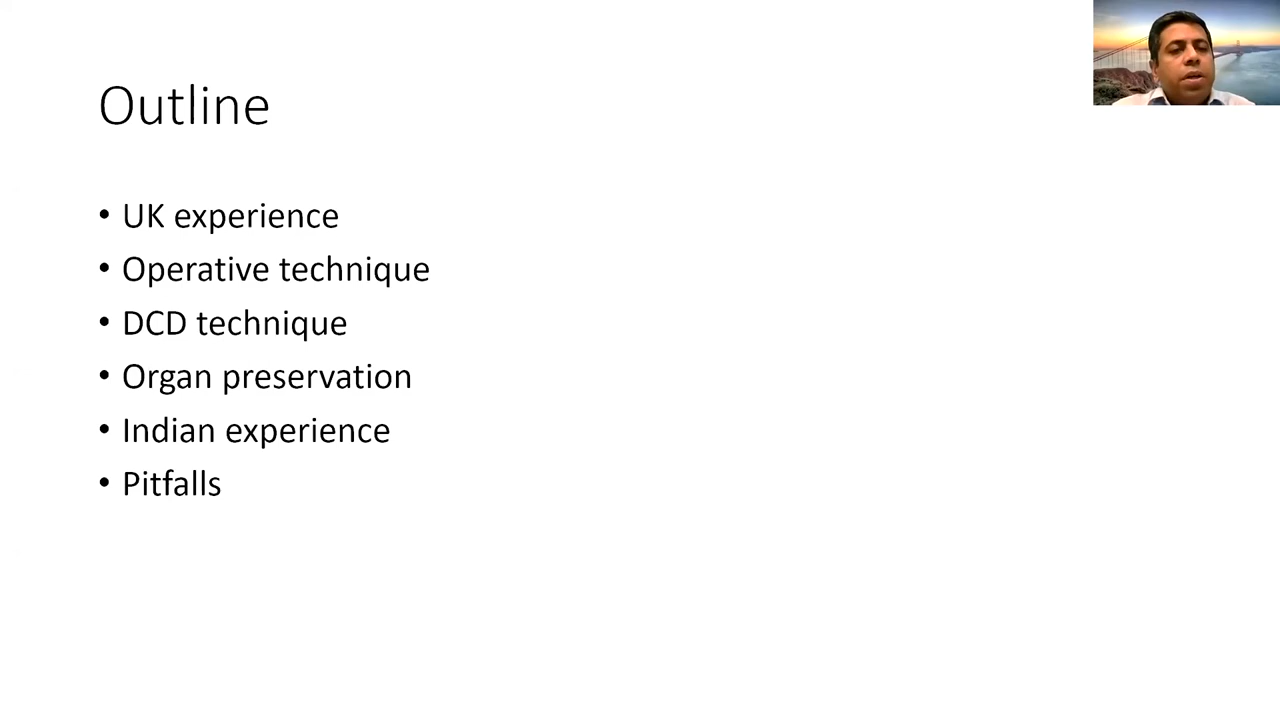 Outline
• UK experience
• Operative technique
• DCD technique
• Organ preservation
• Indian experience
• Pitfalls